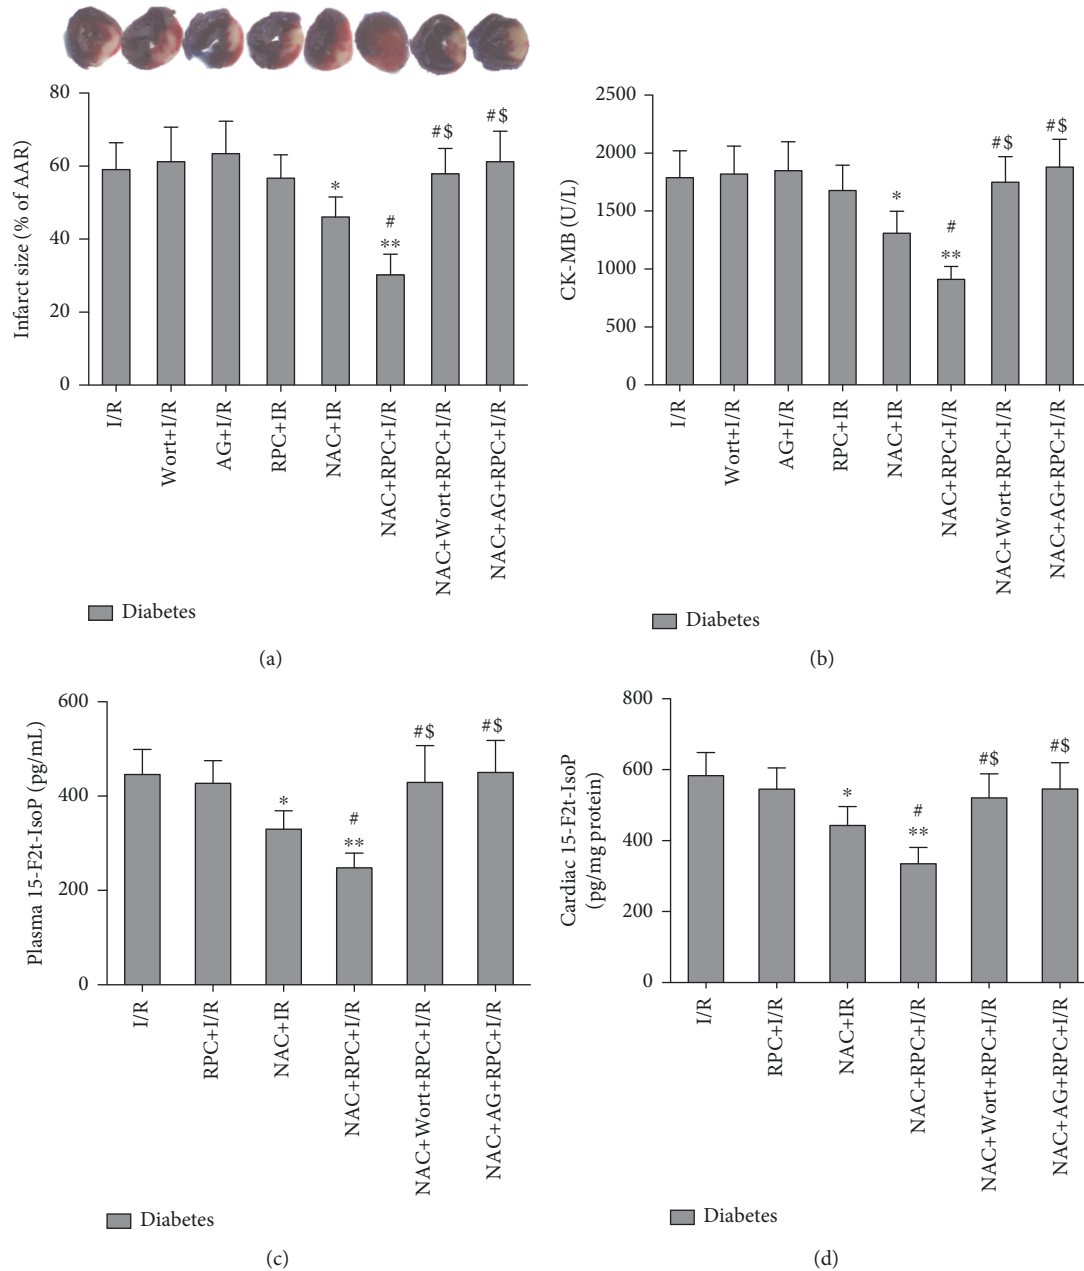 Infarct size (% of AAR)
80
60
40
20
0
*
#
**
#$
#$
I/R
Wort+I/R
AG+I/R
RPC+IR
NAC+IR
NAC+RPC+I/R
NAC+Wort+RPC+I/R
NAC+AG+RPC+I/R
Diabetes
(a)
CK-MB (U/L)
2500
2000
1500
1000
500
0
*
#
**
#$
#$
I/R
Wort+I/R
AG+I/R
RPC+IR
NAC+IR
NAC+RPC+I/R
NAC+Wort+RPC+I/R
NAC+AG+RPC+I/R
Diabetes
(b)
Plasma 15-F2t-IsoP (pg/mL)
600
400
200
0
*
#
**
#$
#$
I/R
RPC+I/R
NAC+IR
NAC+RPC+I/R
NAC+Wort+RPC+I/R
NAC+AG+RPC+I/R
Diabetes
(c)
Cardiac 15-F2t-IsoP
(pg/mg protein)
800
600
400
200
0
*
#
**
#$
#$
I/R
RPC+I/R
NAC+IR
NAC+RPC+I/R
NAC+Wort+RPC+I/R
NAC+AG+RPC+I/R
Diabetes
(d)